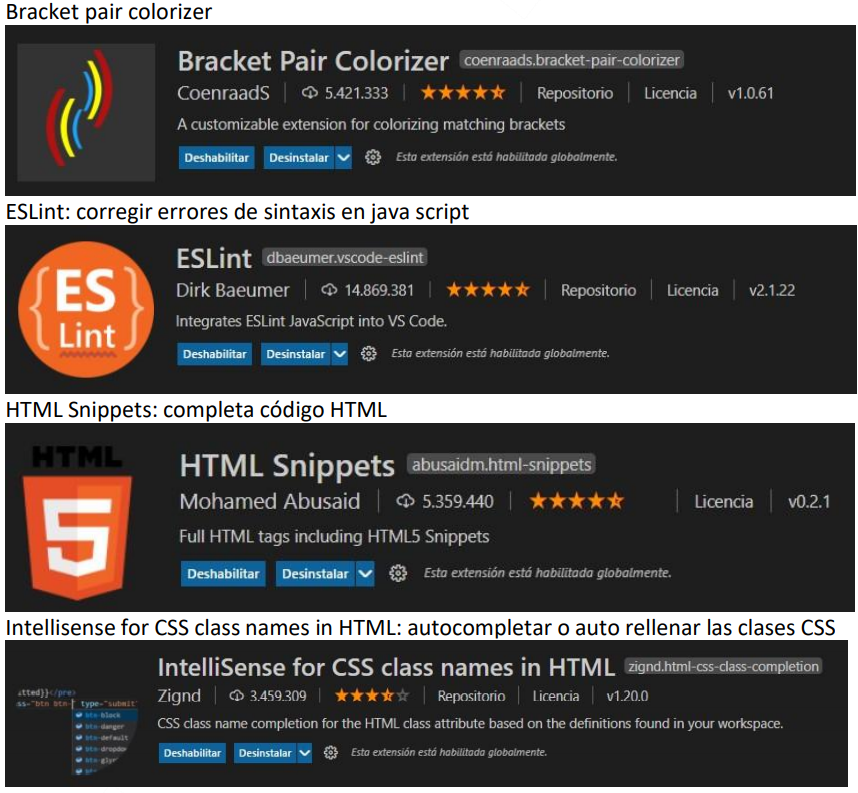 Bracket pair colorizer
Bracket Pair Colorizer coenraads.bracket-pair-colorizer
CoenraadS 5.421.333 Repositorio Licencia v1.0.61
A customizable extension for colorizing matching brackets
Deshabilitar Desinstalar Esta extensión está habilitada globalmente.
ESLint: corregir errores de sintaxis en java script
ES
Lint
ESLint dbaeumer.vscode-eslint
Dirk Baeumer 14.869.381 Repositorio Licencia v2.1.22
Integrates ESLint JavaScript into VS Code.
Deshabilitar Desinstalar Esta extensión está habilitada globalmente.
HTML Snippets: completa código HTML
HTML
5
HTML Snippets abusaidm.html-snippets
Mohamed Abusaid 5.359.440 Licencia v0.2.1
Full HTML tags including HTML5 Snippets
Deshabilitar Desinstalar Esta extensión está habilitada globalmente.
Intellisense for CSS class names in HTML: autocompletar o auto rellenar las clases CSS
itted}}</pre>
ss="btn btn- type="submit"
btn-block
btn-danger
btn-default
btn-dropdo
btn-gly
IntelliSense for CSS class names in HTML zignd.html-css-class-completion
Zignd 3.459.309 Repositorio Licencia v1.20.0
CSS class name completion for the HTML class attribute based on the definitions found in your workspace.
Deshabilitar Desinstalar Esta extensión está habilitada globalmente.